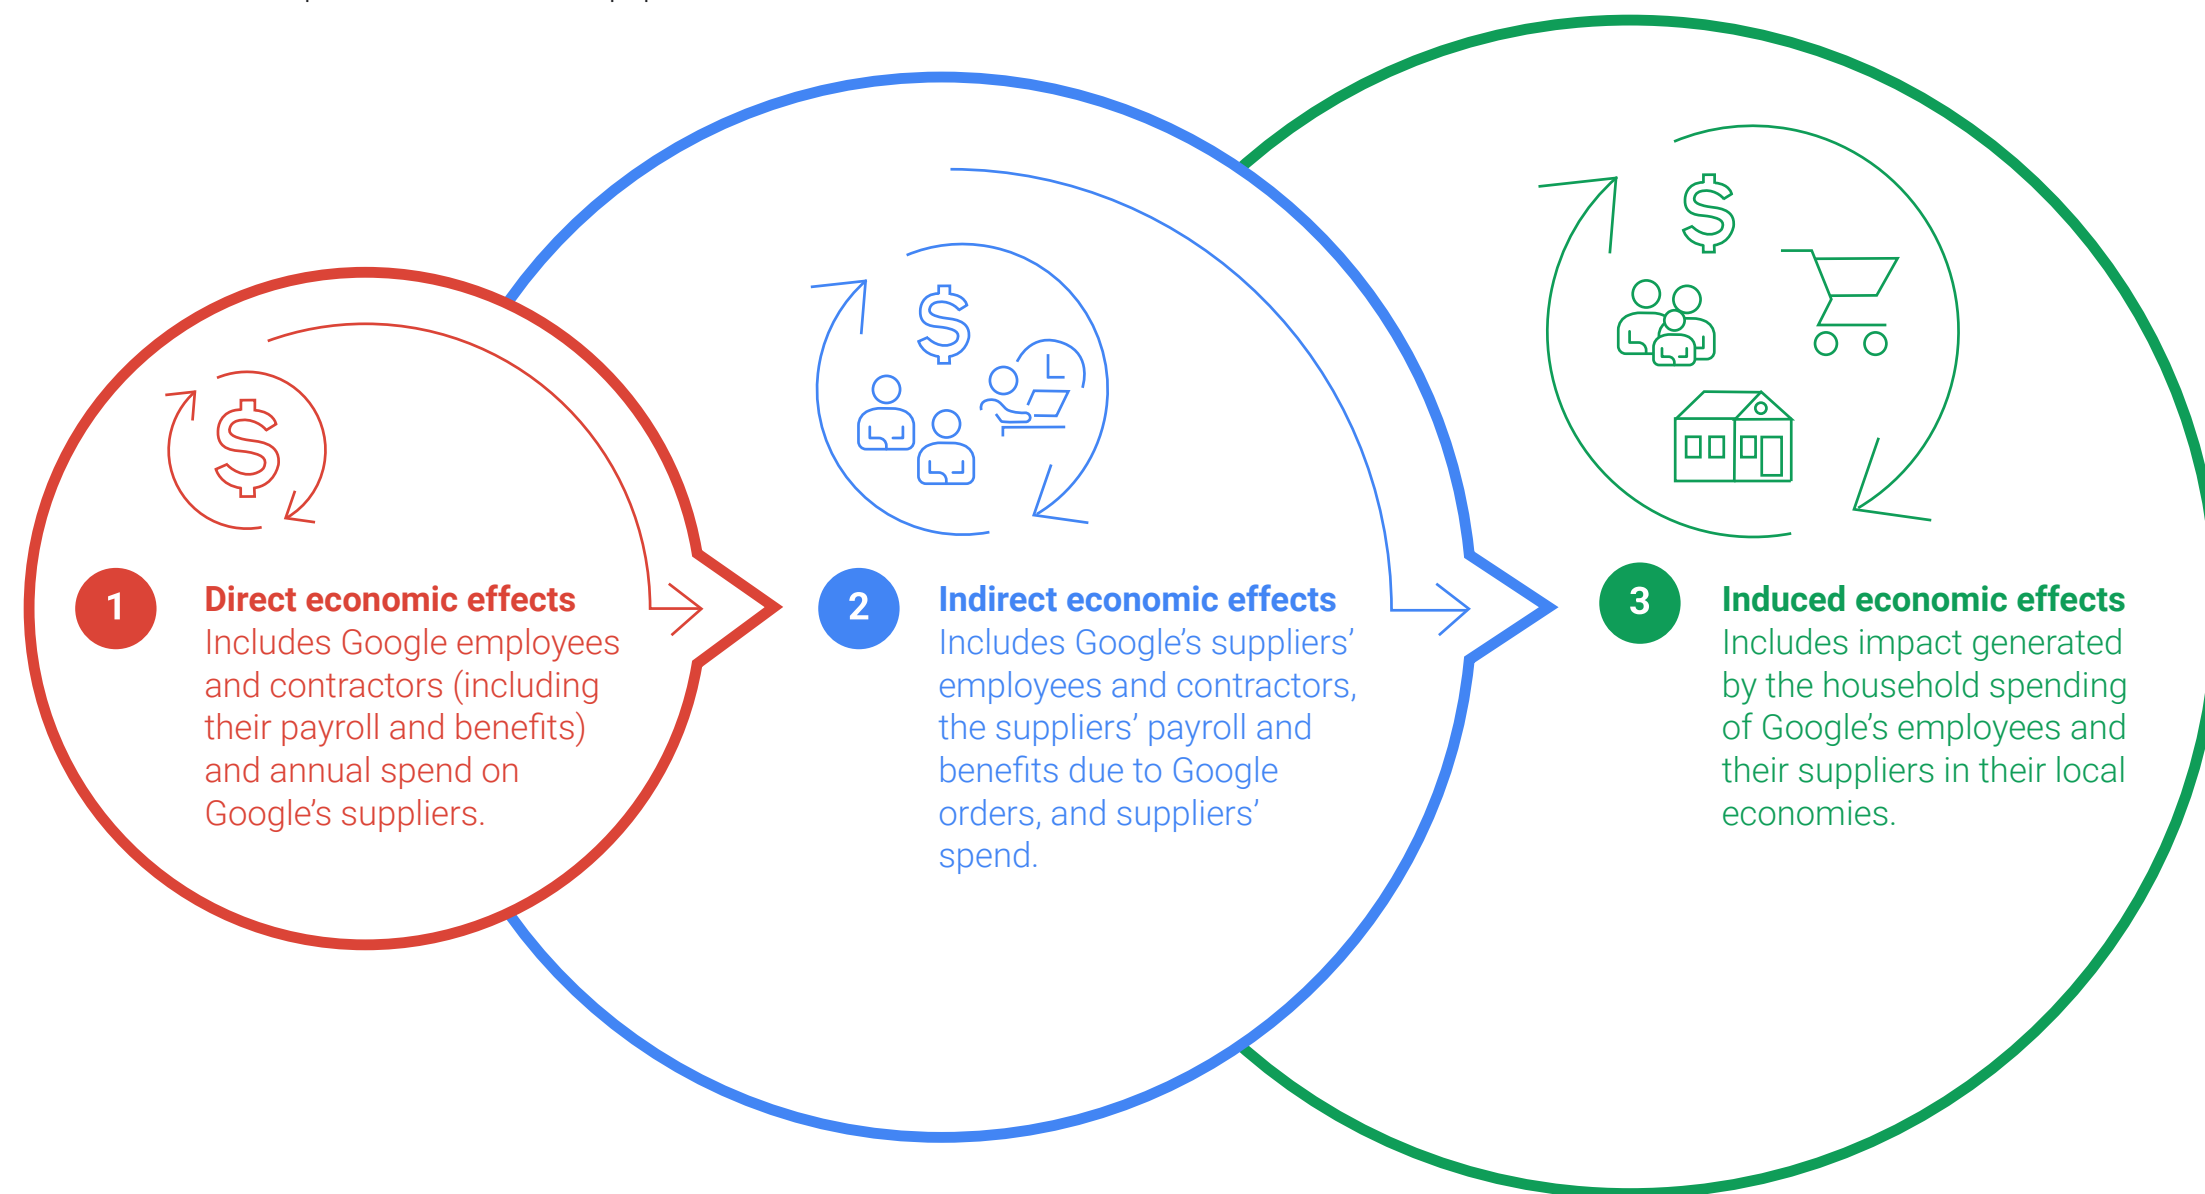 1
Direct economic effects
Includes Google employees
and contractors (including
their payroll and benefits)
and annual spend on
Google’s suppliers.
2
Indirect economic effects
Includes Google’s suppliers’
employees and contractors,
the suppliers’ payroll and
benefits due to Google
orders, and suppliers’
spend.
3
Induced economic effects
Includes impact generated
by the household spending
of Google’s employees and
their suppliers in their local
economies.